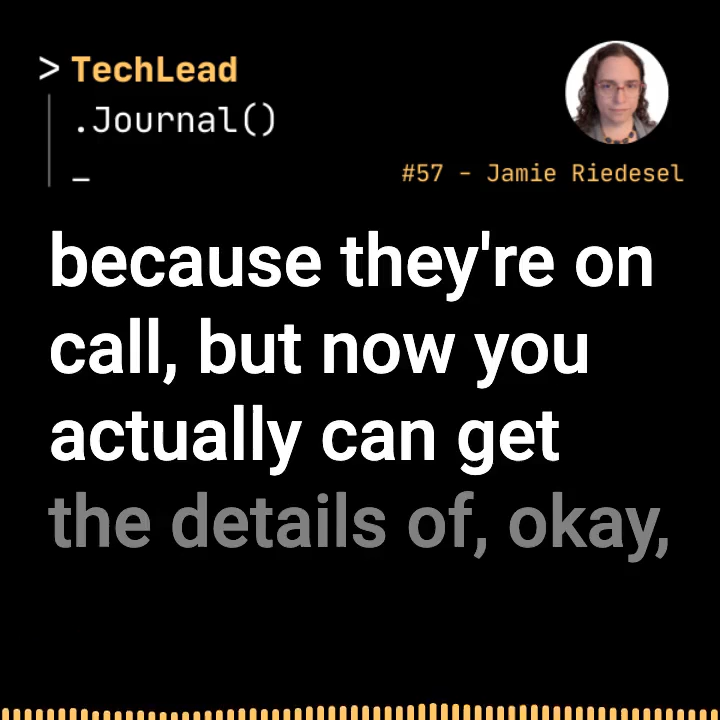 > TechLead
.Journal()
_
#57 - Jamie Riedesel
because they're on
call, but now you
actually can get
the details of, okay,